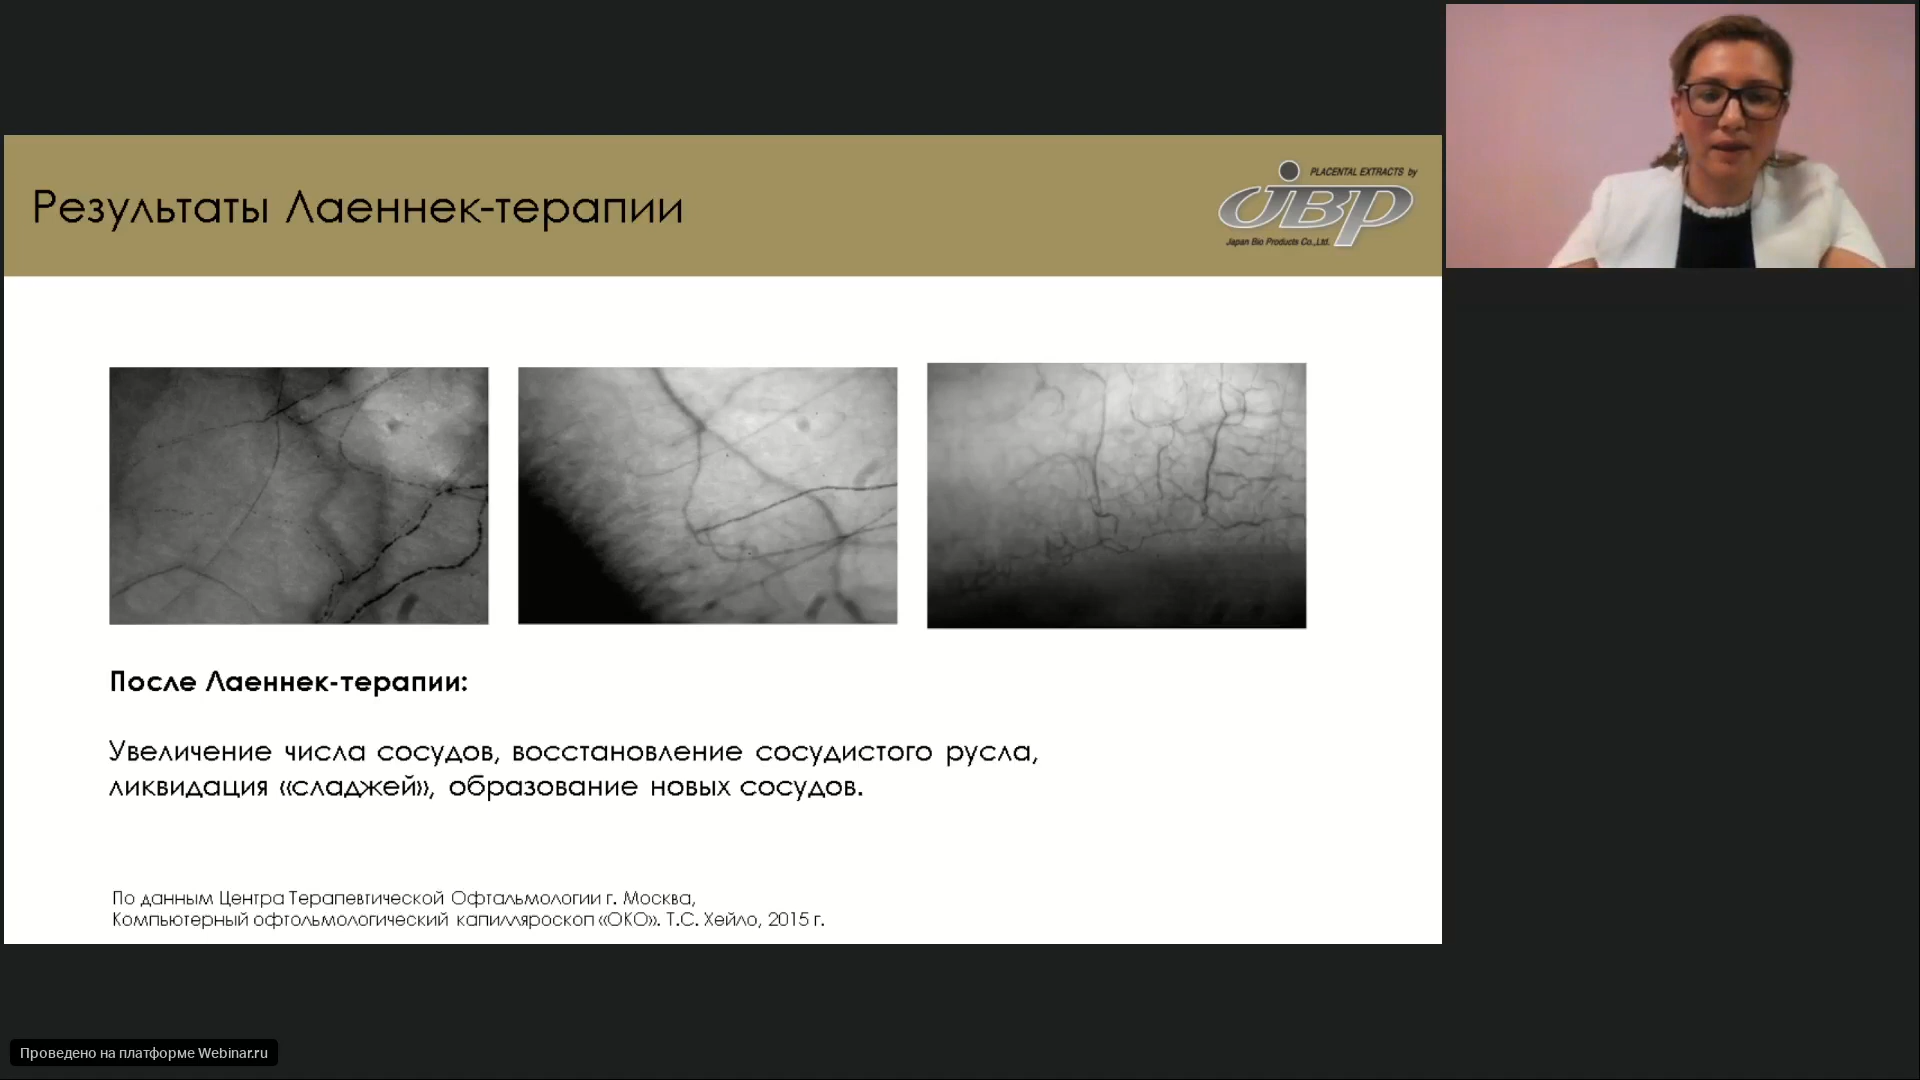 Результаты Лаеннек-терапии
PLACENTAL EXTRACTS by
JBP
Japan Bio Products Co.,Ltd.
После Лаеннек-терапии:
Увеличение числа сосудов, восстановление сосудистого русла,
ликвидация «сладжей», образование новых сосудов.
По данным Центра Терапевтической Офтальмологии г. Москва,
Компьютерный офтольмологический капилляроскоп «ОКО». Т.С. Хейло, 2015 г.
Проведено на платформе Webinar.ru